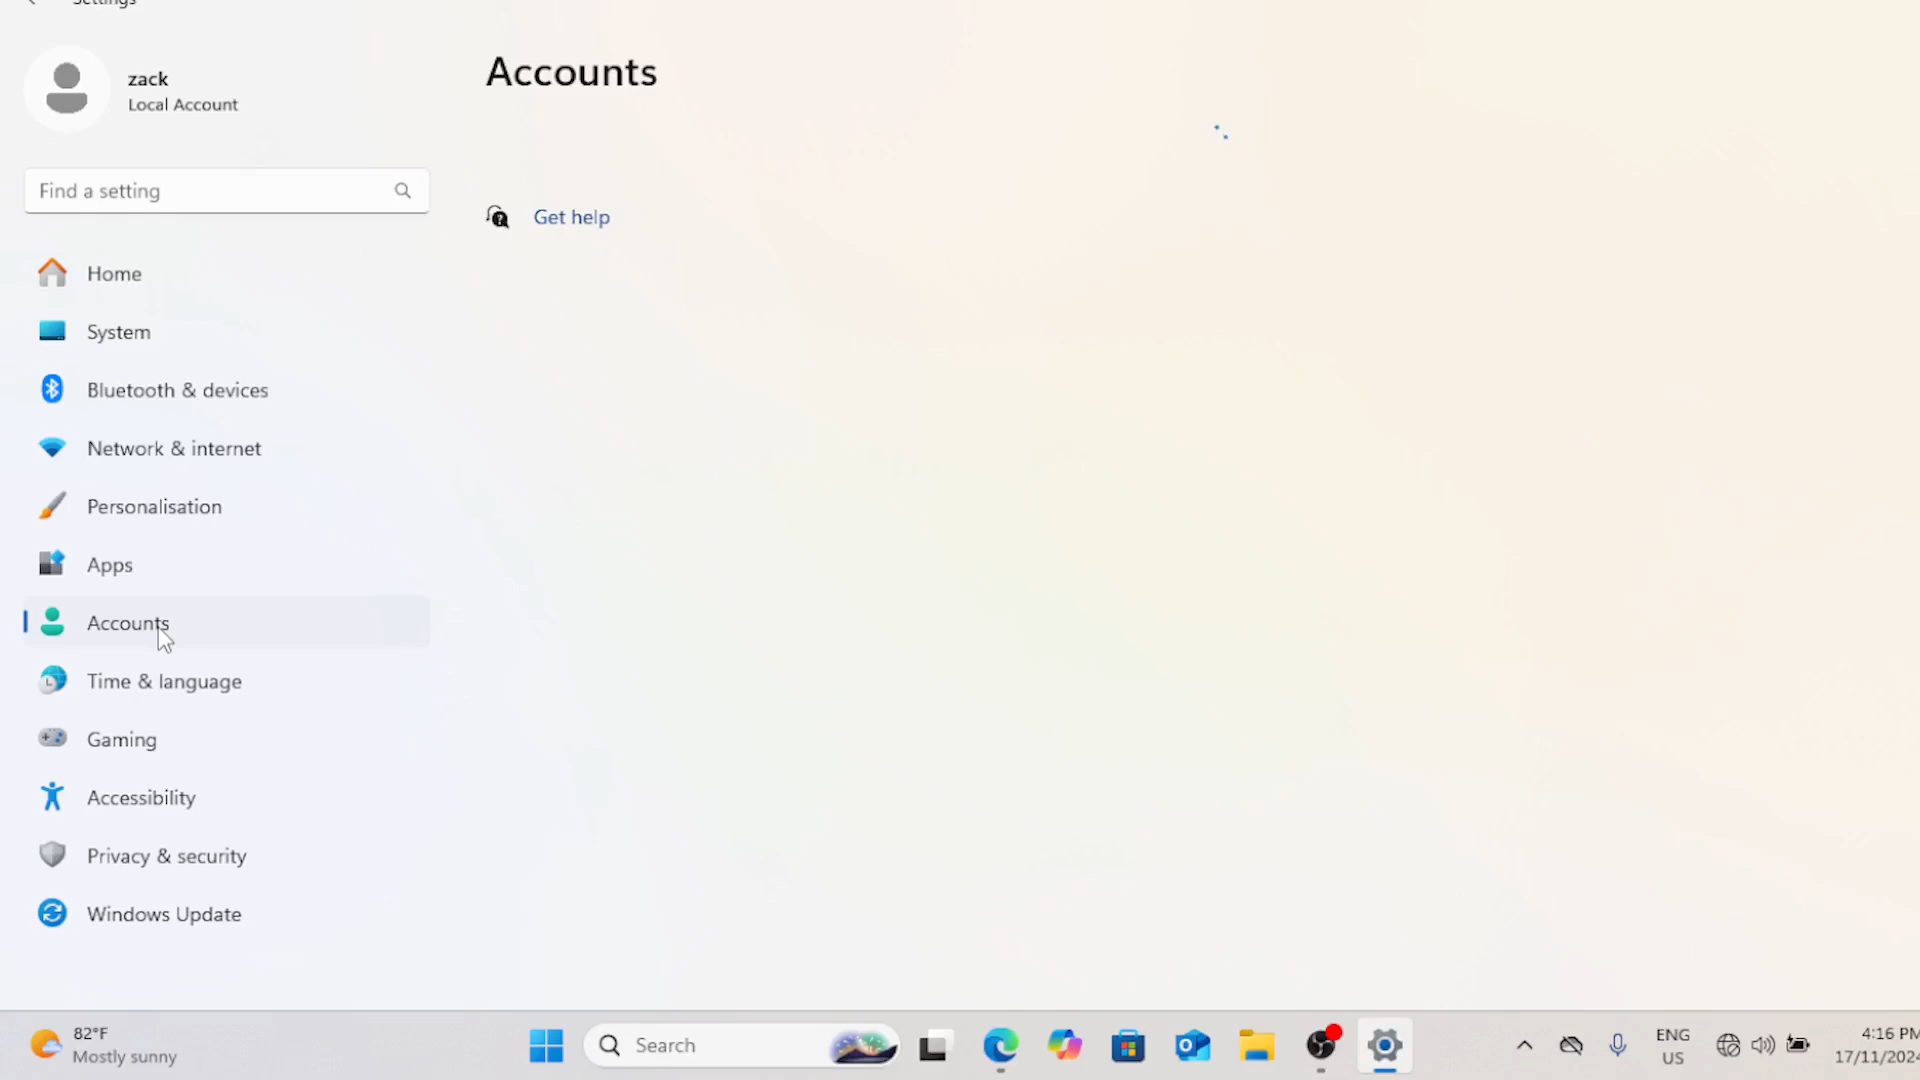 Settings
zack
Local Account
Find a setting
Home
System
Bluetooth & devices
Network & internet
Personalisation
Apps
Accounts
Time & language
Gaming
Accessibility
Privacy & security
Windows Update
Accounts
Get help
82°F
Mostly sunny
Search
ENG
US
4:16 PM
17/11/2024